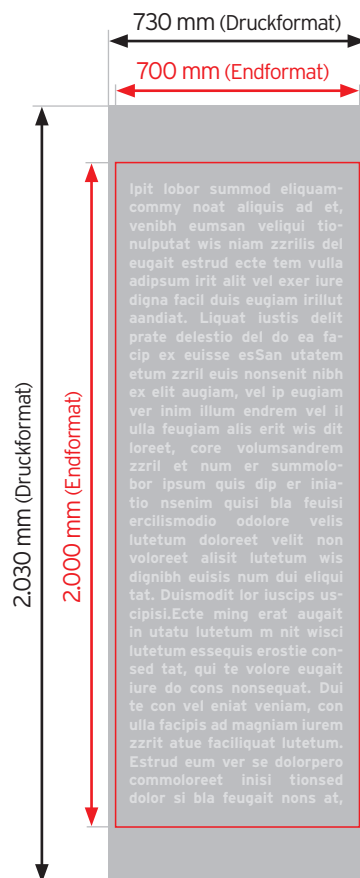 730 mm (Druckformat)
700 mm (Endformat)
2.030 mm (Druckformat)
2.000 mm (Endformat)
Ipit lobor summod eliquam-
commy noat aliquis ad et,
venibh eumsan veliqui tio-
nulputat wis niam zzrilis del
eugait estrud ecte tem vulla
adipsum irit alit vel exer iure
digna facil duis eugiam irillut
aandiat. Liquat iustis delit
prate delestio del do ea fa-
cip ex euisse esSan utatem
etum zzril euis nonsenit nibh
ex elit augiam, vel ip eugiam
ver inim illum endrem vel il
ulla feugiam alis erit wis dit
loreet, core volumsandrem
zzril et num er summolo-
bor ipsum quis dip er inia-
tio nsenim quisi bla feuisi
ercilismodio odolore velis
lutetum doloreet velit non
voloreet alisit lutetum wis
dignibh euisis num dui eliqui
tat. Duismodit lor iuscips us-
cipisi.Ecte ming erat augait
in utatu lutetum m nit wisci
lutetum essequis erostie con-
sed tat, qui te volore eugait
iure do cons nonsequat. Dui
te con vel eniat veniam, con
ulla facipis ad magniam iurem
zzrit atue faciliquat lutetum.
Estrud eum ver se dolorpero
commoloreet inisi tionsed
dolor si bla feugait nons at,